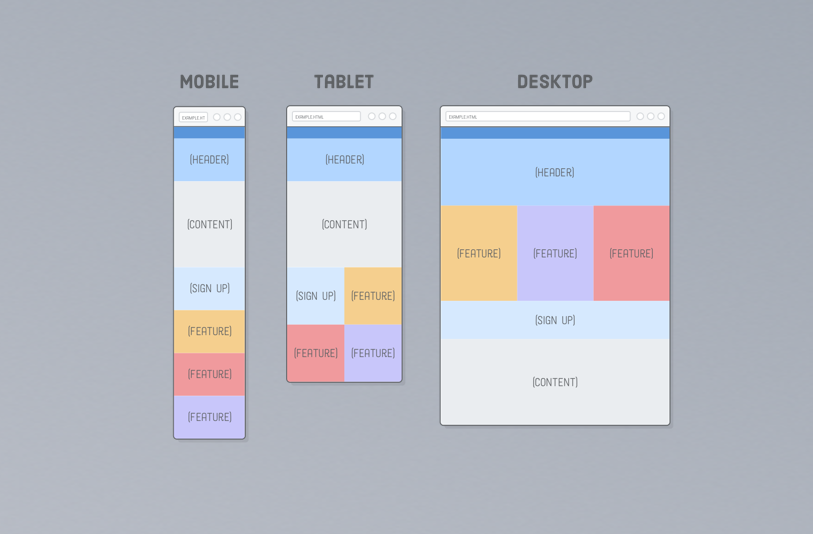 MOBILE
EXAMPLE.HT
(HEADER)
(CONTENT)
(SIGN UP)
(FEATURE)
(FEATURE)
(FEATURE)
TABLET
EXAMPLE.HTML
(HEADER)
(CONTENT)
(SIGN UP) (FEATURE)
(FEATURE) (FEATURE)
DESKTOP
EXAMPLE.HTML
(HEADER)
(FEATURE) (FEATURE) (FEATURE)
(SIGN UP)
(CONTENT)